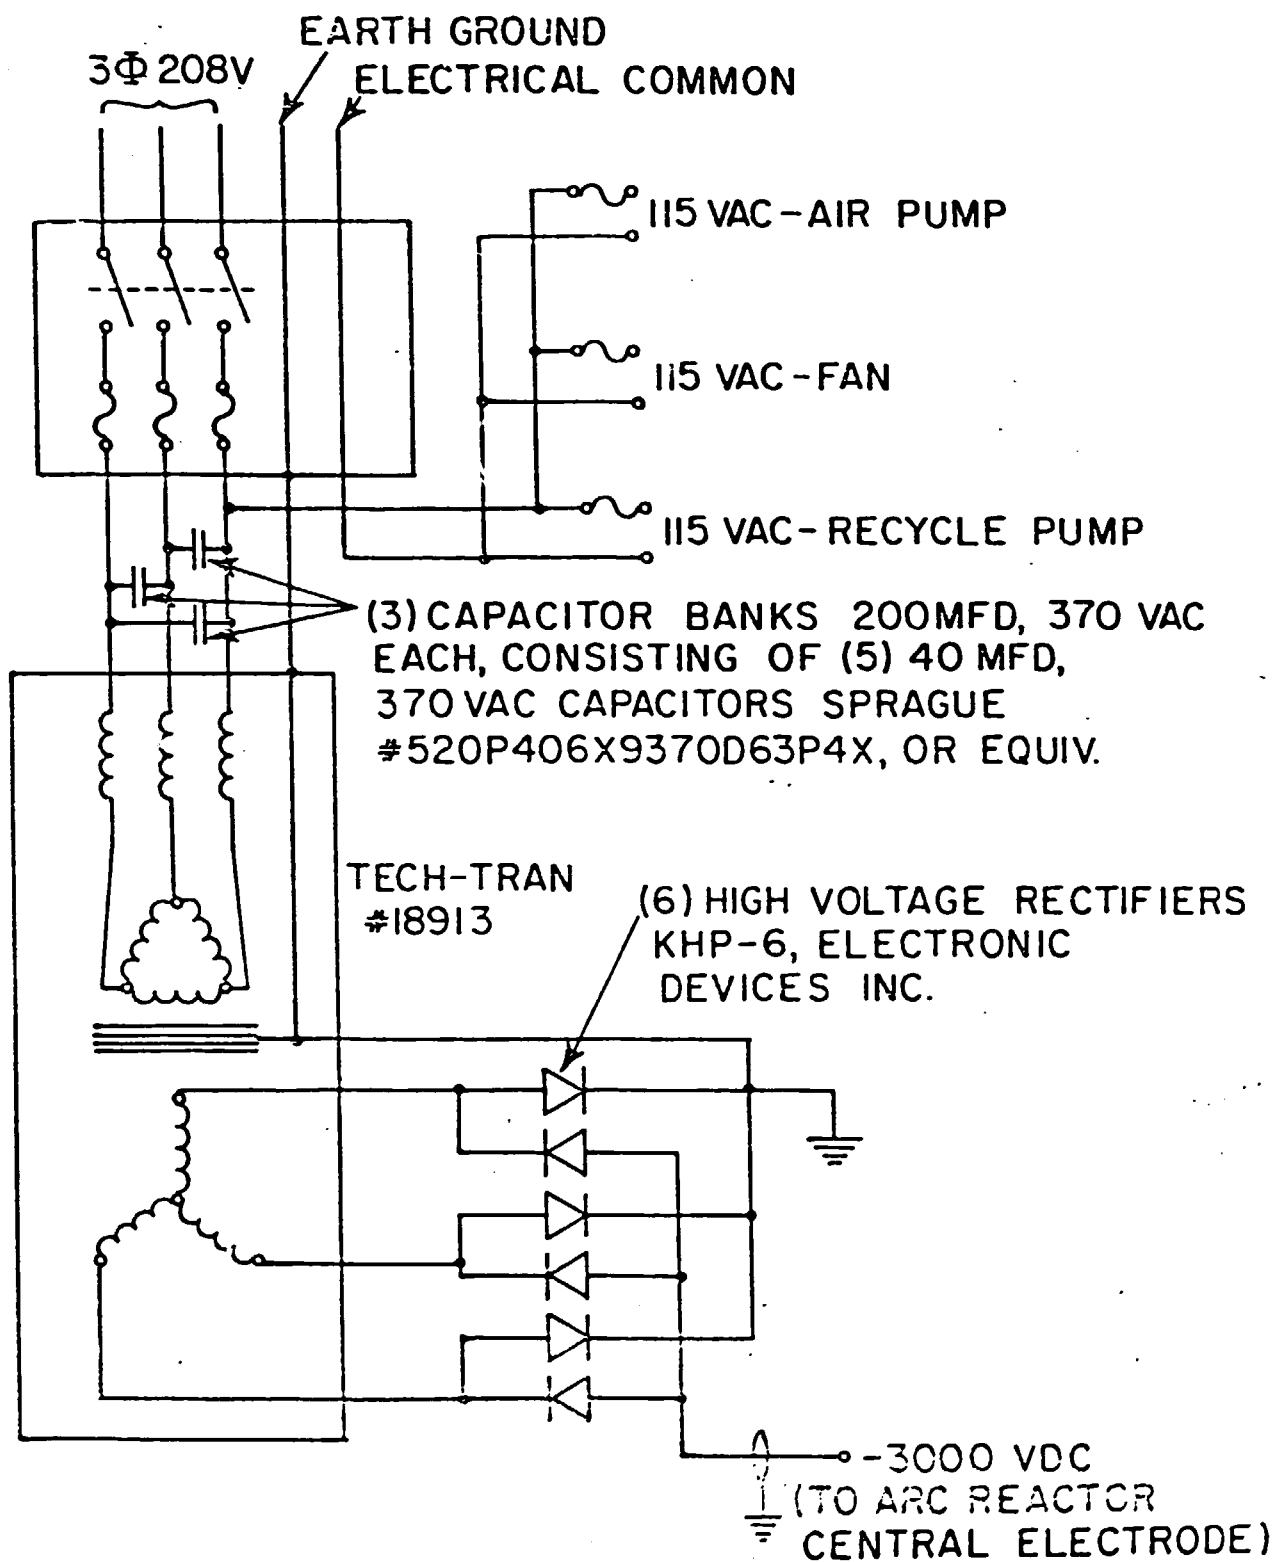 EARTH GROUND
3Φ 208V
ELECTRICAL COMMON
115 VAC-AIR PUMP
115 VAC-FAN
115 VAC-RECYCLE PUMP
(3) CAPACITOR BANKS 200MFD, 370 VAC
EACH, CONSISTING OF (5) 40 MFD,
370 VAC CAPACITORS SPRAGUE
#520P406X9370D63P4X, OR EQUIV.
TECH-TRAN
#18913
(6) HIGH VOLTAGE RECTIFIERS
KHP-6, ELECTRONIC
DEVICES INC.
-3000 VDC
(TO ARC REACTOR
CENTRAL ELECTRODE)